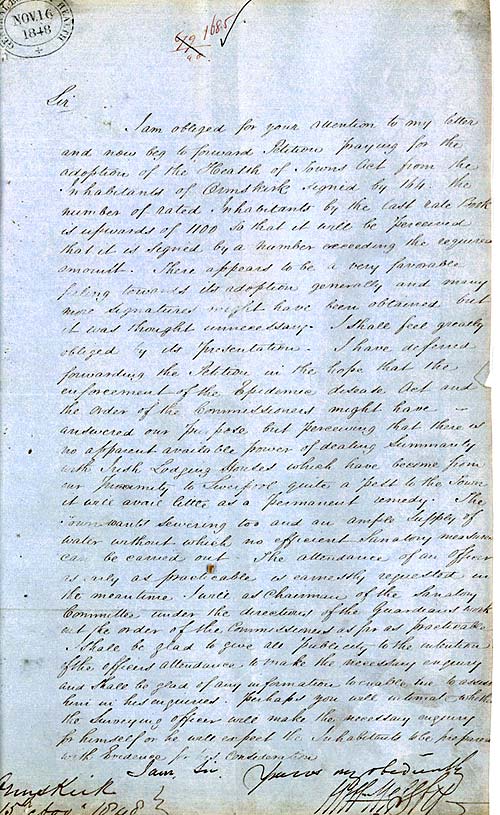 GENERAL BOARD OF HEALTH
NOV. 16
1848
1685
Sir
I am obliged for your attention to my letter
and now beg to forward Petition praying for the
adoption of the Health of Towns Act from the
Inhabitants of Ormskirk signed by 164 the
number of rated Inhabitants by the last rate Book
is upwards of 1100 so that it will be perceived
that it is signed by a number exceeding the required
amount. There appears to be a very favorable
feeling towards its adoption generally and many
more signatures might have been obtained but
it was thought unnecessary. I shall feel greatly
obliged by its Presentation. I have deferred
forwarding the Petition in the hope that the
enforcement of the Epidemic disease Act and
the order of the Commissioners might have
answered our purpose but perceiving that there is
no apparent available power of dealing Summarily
with Irish Lodging Houses which have become from
our Proximity to Liverpool quite a pest to the Town
it will avail little as a Permanent remedy. The
Town wants sewering too and an ample Supply of
water without which no efficient Sanatory measures
can be carried out. The attendance of an officer
as early as practicable is earnestly requested in
the meantime I will as Chairman of the Sanatory
Committee under the directions of the Guardians work
out the order of the Commissioners as far as practicable
I shall be glad to give all Publicity to the intention
of the officers attendance to make the necessary enquiry
and shall be glad of any information to enable me to assist
him in his enquiries. Perhaps you will intimate whether
the surveying officer will make the necessary enquiry
for himself or he will expect the Inhabitants to be prepared
with Evidence for his Consideration
I am, Sir, Yours my obediently
Ormskirk
15th Nov. 1848